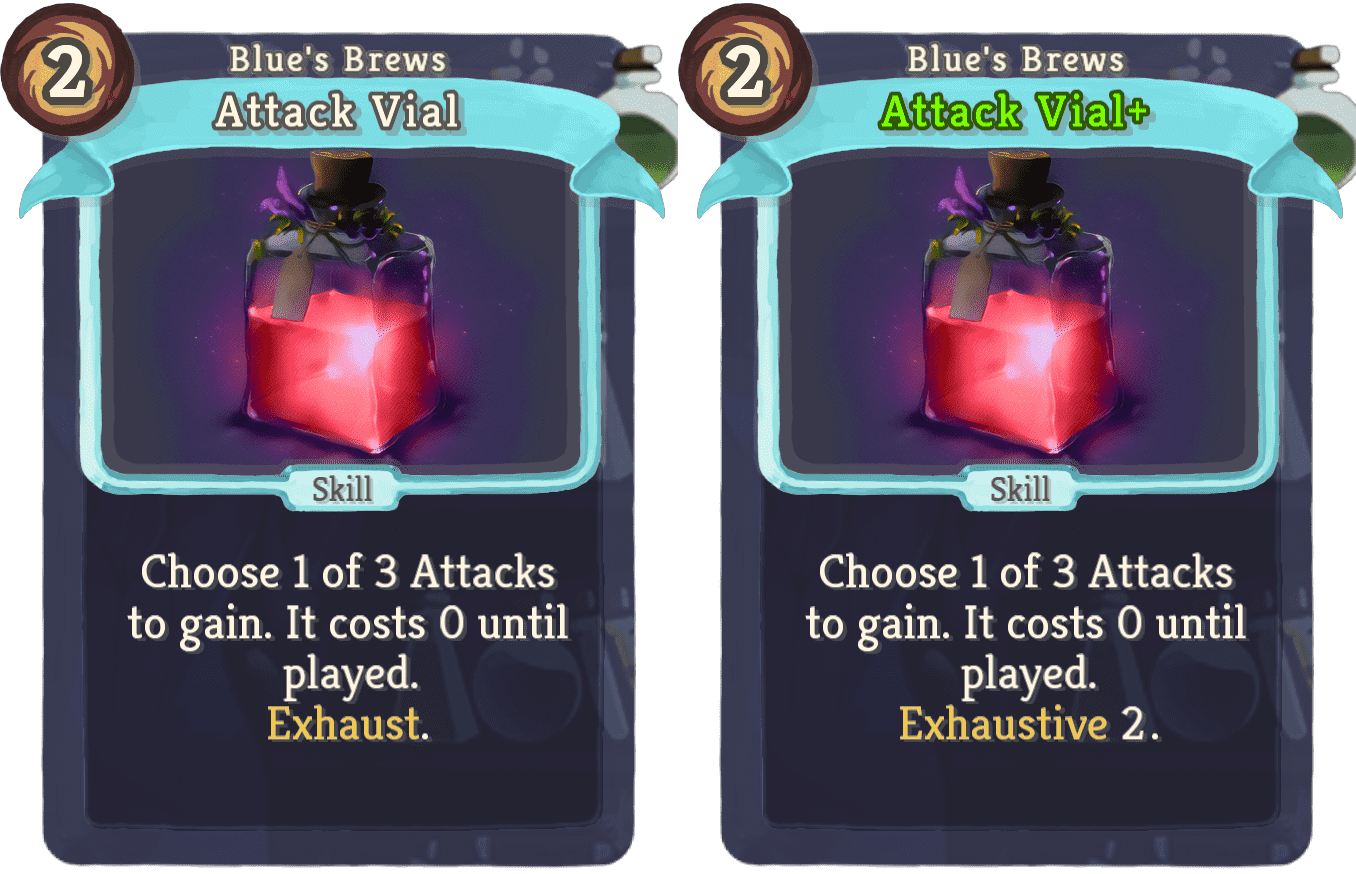 2
Blue's Brews
Attack Vial
Skill
Choose 1 of 3 Attacks
to gain. It costs 0 until
played.
Exhaust.
2
Blue's Brews
Attack Vial+
Skill
Choose 1 of 3 Attacks
to gain. It costs 0 until
played.
Exhaustive 2.